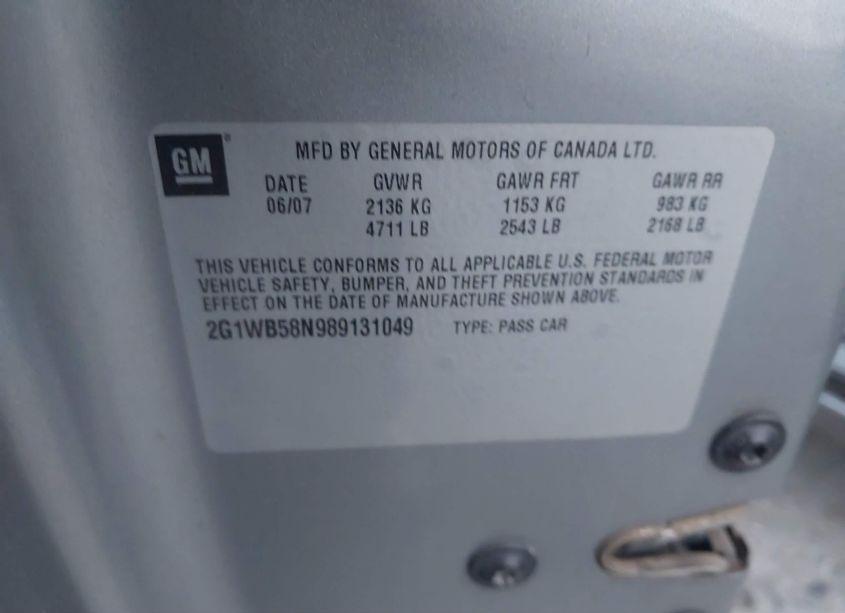 GM®
MFD BY GENERAL MOTORS OF CANADA LTD.
DATE GVWR GAWR FRT GAWR RR
06/07 2136 KG 1153 KG 983 KG
4711 LB 2543 LB 2168 LB
THIS VEHICLE CONFORMS TO ALL APPLICABLE U.S. FEDERAL MOTOR
VEHICLE SAFETY, BUMPER, AND THEFT PREVENTION STANDARDS IN
EFFECT ON THE DATE OF MANUFACTURE SHOWN ABOVE.
2G1WB58N989131049 TYPE: PASS CAR